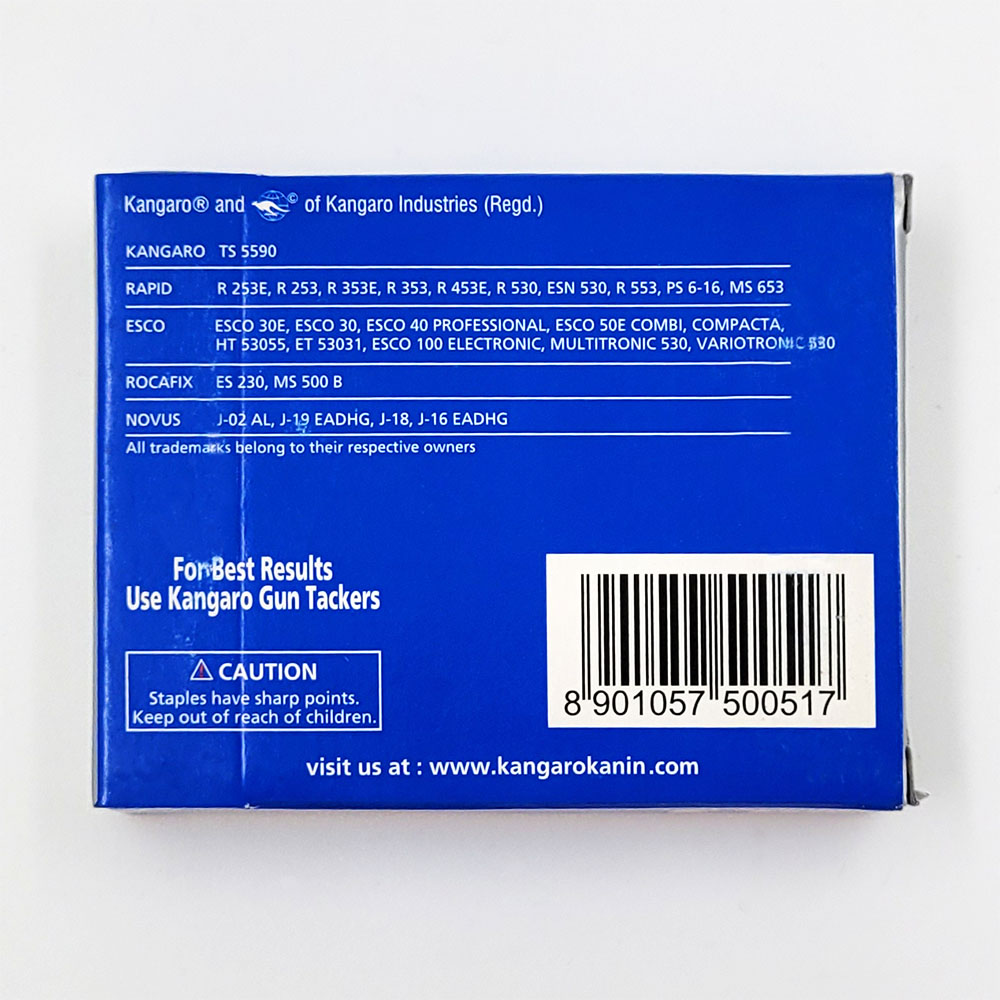 Kangaro® and © of Kangaro Industries (Regd.)
KANGARO TS 5590
RAPID R 253E, R 253, R 353E, R 353, R 453E, R 530, ESN 530, R 553, PS 6-16, MS 653
ESCO ESCO 30E, ESCO 30, ESCO 40 PROFESSIONAL, ESCO 50E COMBI, COMPACTA,
HT 53055, ET 53031, ESCO 100 ELECTRONIC, MULTITRONIC 530, VARIOTRONIC 530
ROCAFIX ES 230, MS 500 B
NOVUS J-02 AL, J-19 EADHG, J-18, J-16 EADHG
All trademarks belong to their respective owners
For Best Results
Use Kangaro Gun Tackers
CAUTION
Staples have sharp points.
Keep out of reach of children.
8 901057 500517
visit us at : www.kangarokanin.com